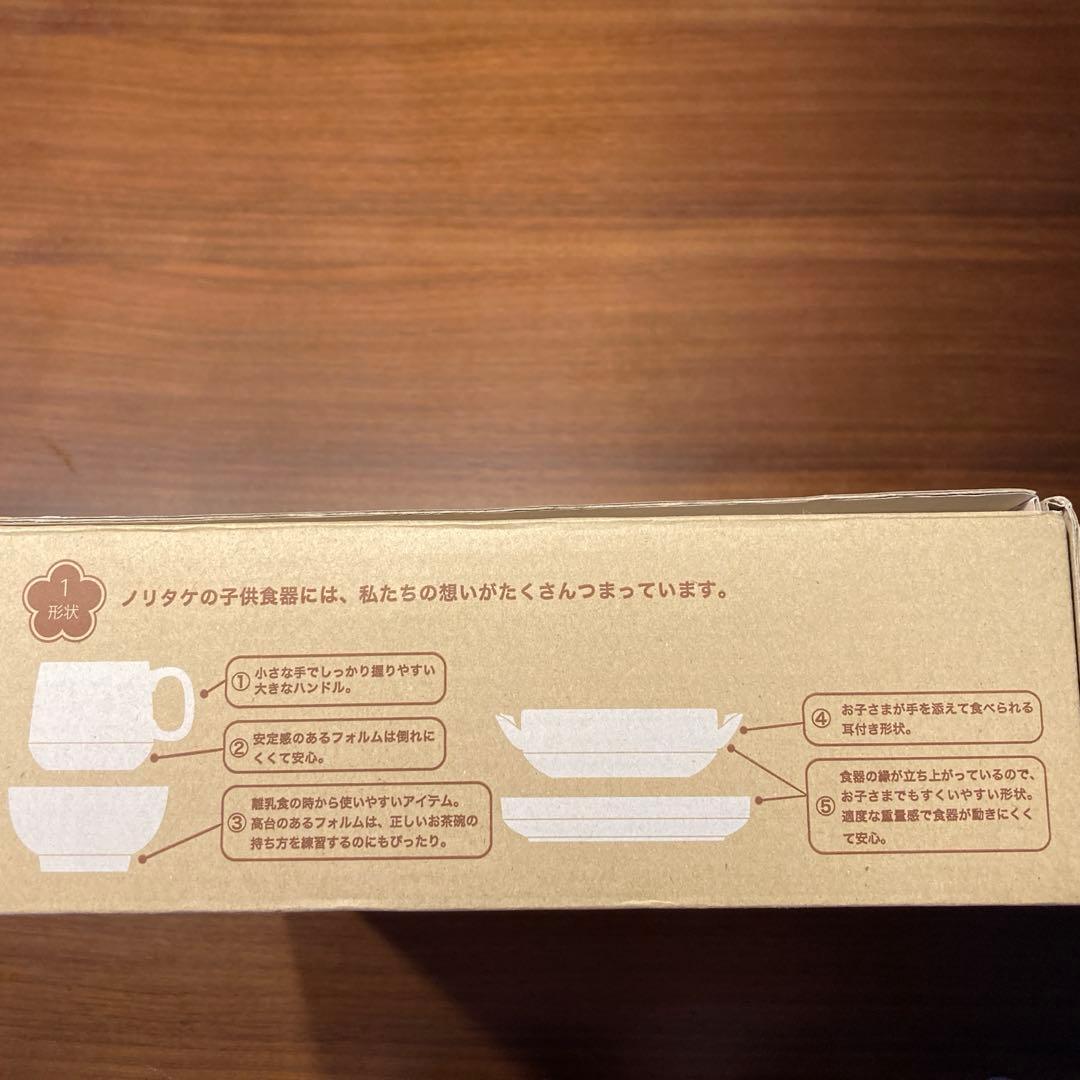 1
形状
ノリタケの子供食器には、私たちの想いがたくさんつまっています。
① 小さな手でしっかり握りやすい
大きなハンドル。
② 安定感のあるフォルムは倒れに
くくて安心。
③ 離乳食の時から使いやすいアイテム。
高台のあるフォルムは、正しいお茶碗の
持ち方を練習するのにもぴったり。
④ お子さまが手を添えて食べられる
耳付き形状。
⑤ 食器の縁が立ち上がっているので、
お子さまでもすくいやすい形状。
適度な重量感で食器が動きにくく
て安心。